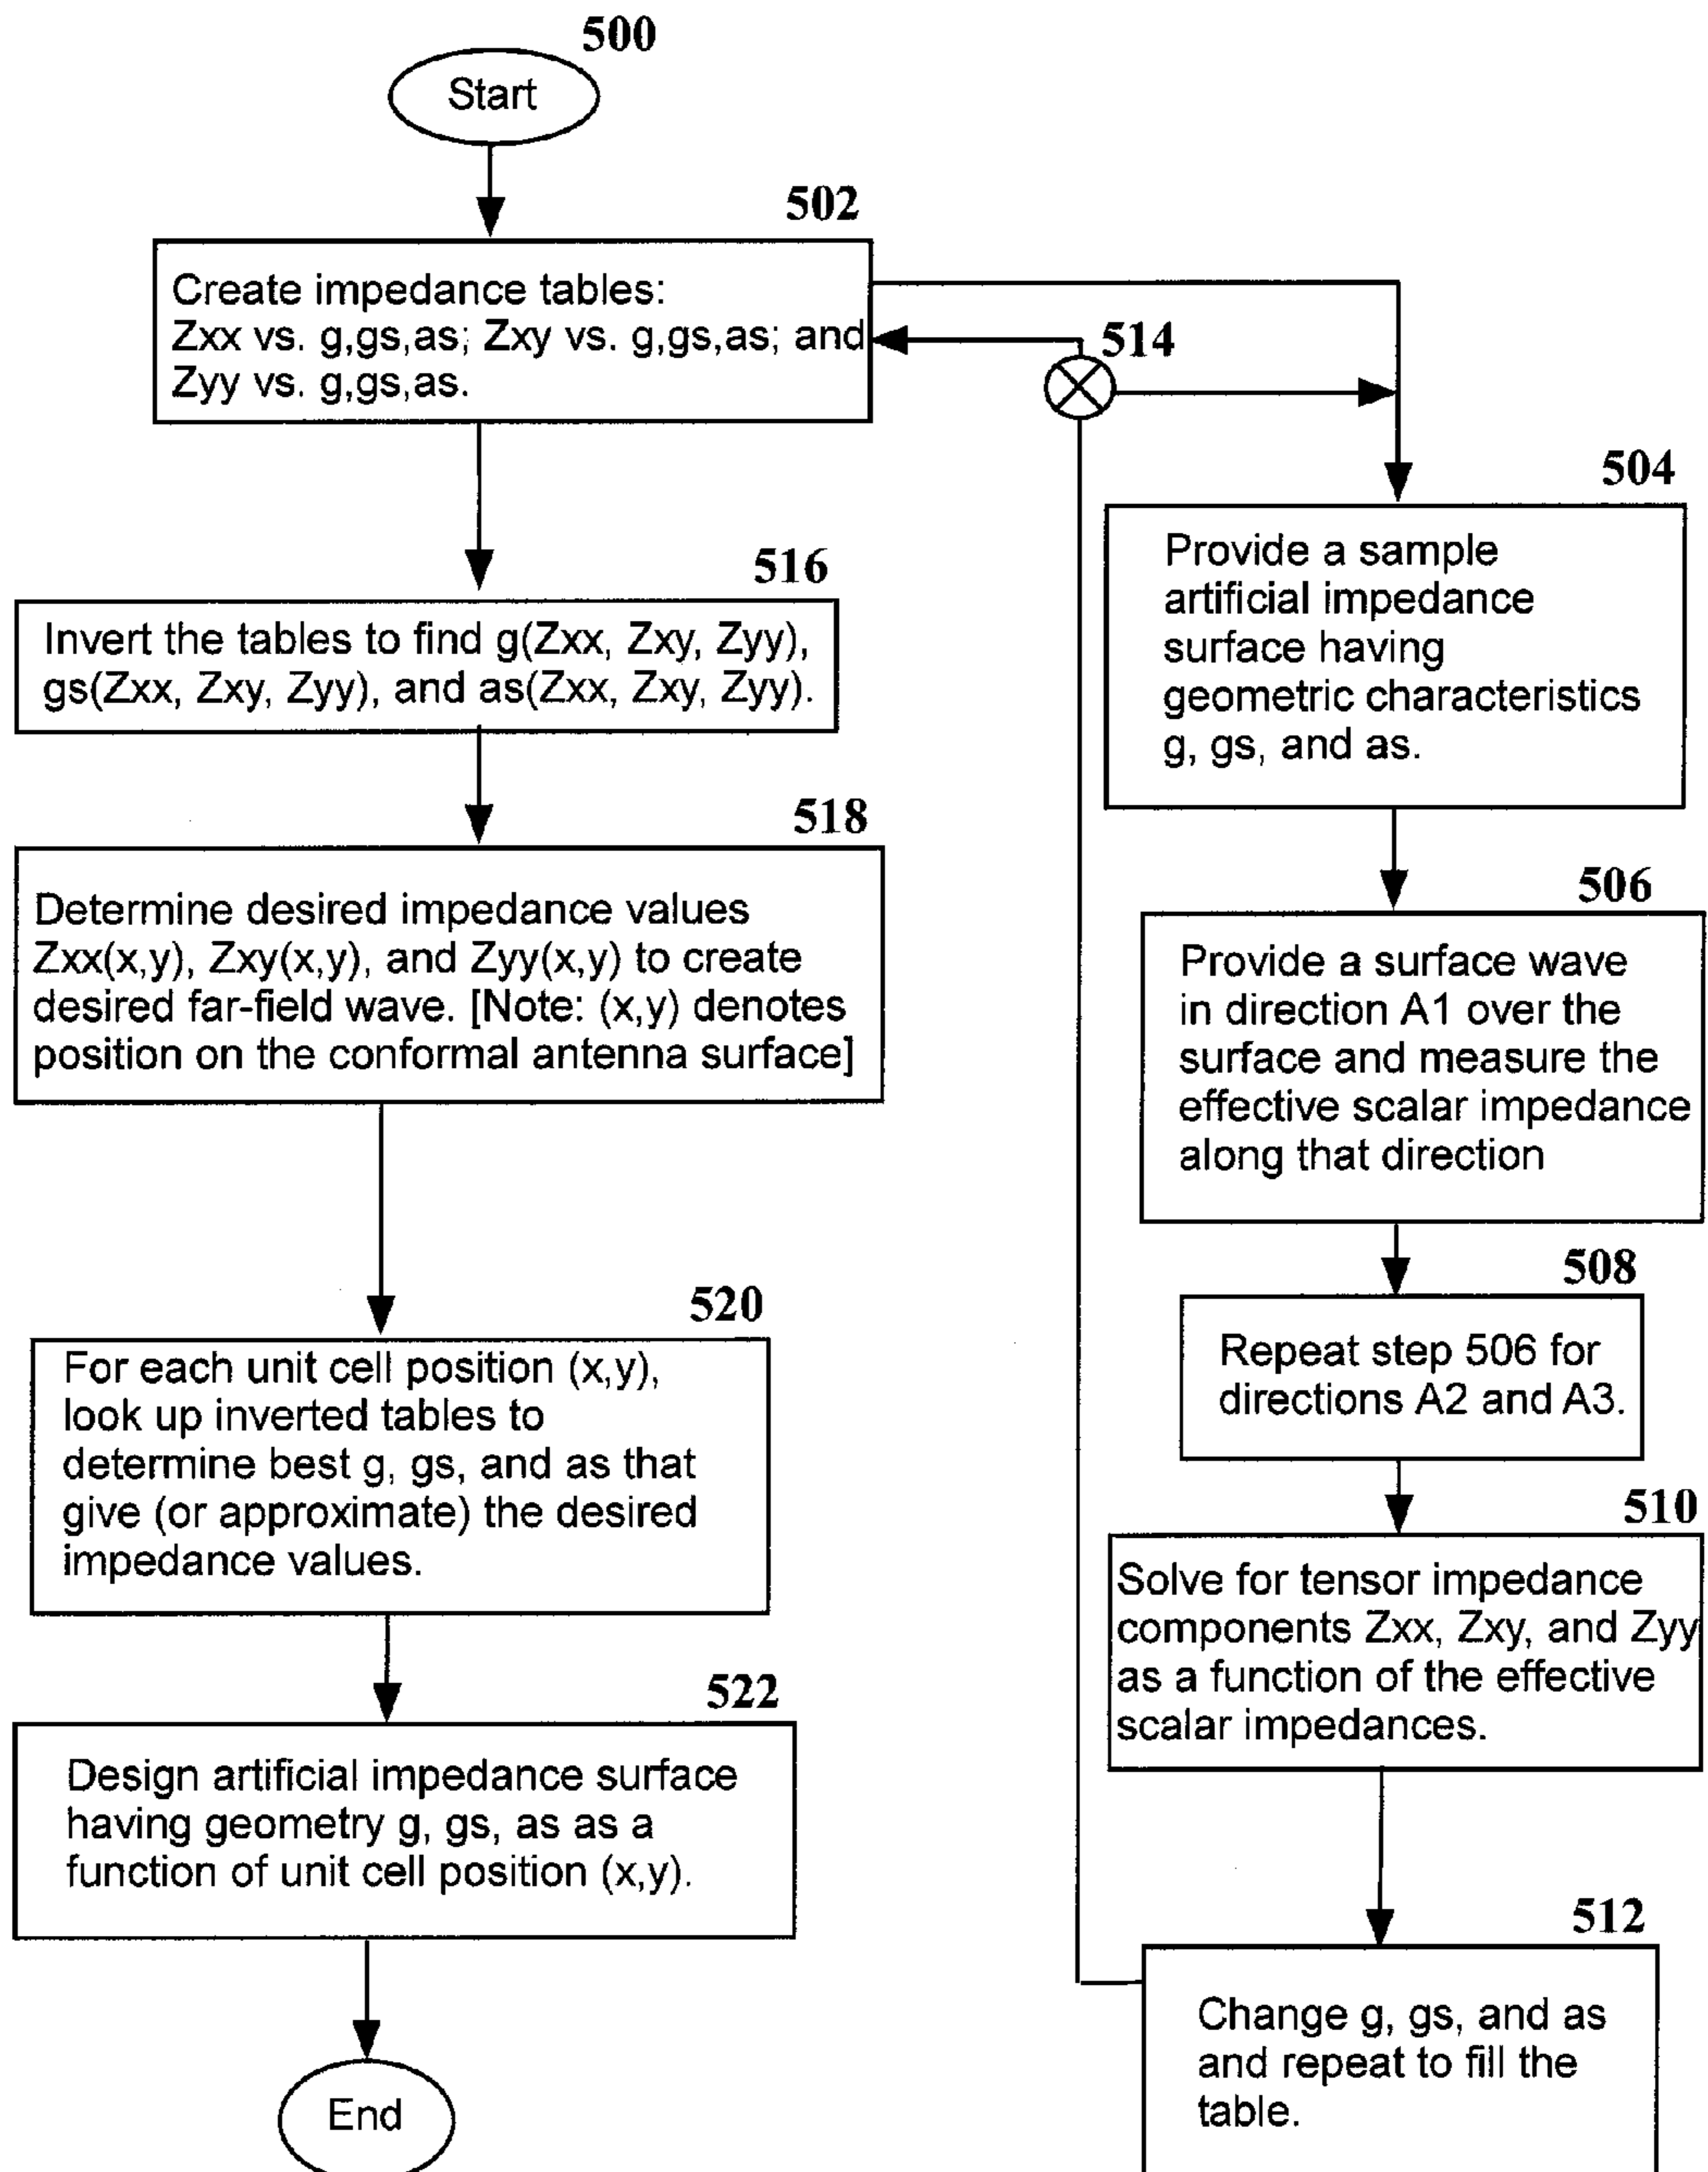 500
Start
502
Create impedance tables:
Zxx vs. g,gs,as; Zxy vs. g,gs,as; and
Zyy vs. g,gs,as.
514
504
Provide a sample
artificial impedance
surface having
geometric characteristics
g, gs, and as.
516
Invert the tables to find g(Zxx, Zxy, Zyy),
gs(Zxx, Zxy, Zyy), and as(Zxx, Zxy, Zyy).
518
Determine desired impedance values
Zxx(x,y), Zxy(x,y), and Zyy(x,y) to create
desired far-field wave. [Note: (x,y) denotes
position on the conformal antenna surface]
506
Provide a surface wave
in direction A1 over the
surface and measure the
effective scalar impedance
along that direction
508
Repeat step 506 for
directions A2 and A3.
520
For each unit cell position (x,y),
look up inverted tables to
determine best g, gs, and as that
give (or approximate) the desired
impedance values.
510
Solve for tensor impedance
components Zxx, Zxy, and Zyy
as a function of the effective
scalar impedances.
522
Design artificial impedance surface
having geometry g, gs, as as a
function of unit cell position (x,y).
512
Change g, gs, and as
and repeat to fill the
table.
End